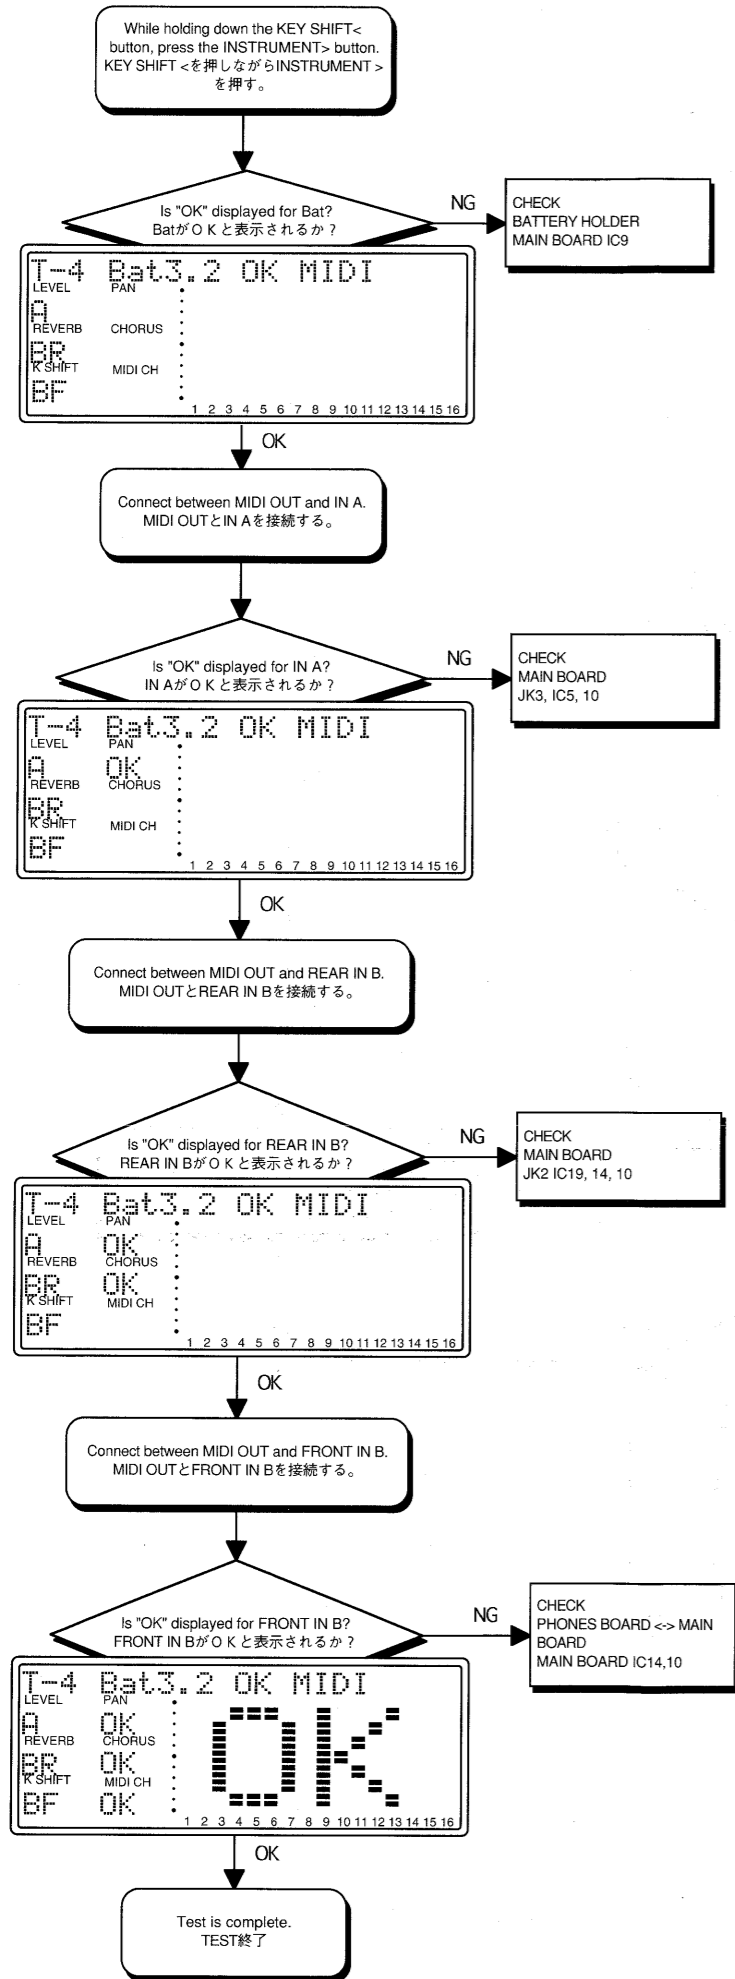 While holding down the KEY SHIFT<
button, press the INSTRUMENT> button.
KEY SHIFT <を押しながらINSTRUMENT >
を押す。
Is "OK" displayed for Bat?
BatがＯＫと表示されるか？
NG
CHECK
BATTERY HOLDER
MAIN BOARD IC9
T-4 Bat3.2 OK MIDI
LEVEL PAN
A
REVERB CHORUS
BR
K SHIFT MIDI CH
BF
1 2 3 4 5 6 7 8 9 10 11 12 13 14 15 16
OK
Connect between MIDI OUT and IN A.
MIDI OUTとIN Aを接続する。
Is "OK" displayed for IN A?
IN AがＯＫと表示されるか？
NG
CHECK
MAIN BOARD
JK3, IC5, 10
T-4 Bat3.2 OK MIDI
LEVEL PAN
A OK
REVERB CHORUS
BR
K SHIFT MIDI CH
BF
1 2 3 4 5 6 7 8 9 10 11 12 13 14 15 16
OK
Connect between MIDI OUT and REAR IN B.
MIDI OUTとREAR IN Bを接続する。
Is "OK" displayed for REAR IN B?
REAR IN BがＯＫと表示されるか？
NG
CHECK
MAIN BOARD
JK2 IC19, 14, 10
T-4 Bat3.2 OK MIDI
LEVEL PAN
A OK
REVERB CHORUS
BR OK
K SHIFT MIDI CH
BF
1 2 3 4 5 6 7 8 9 10 11 12 13 14 15 16
OK
Connect between MIDI OUT and FRONT IN B.
MIDI OUTとFRONT IN Bを接続する。
Is "OK" displayed for FRONT IN B?
FRONT IN BがＯＫと表示されるか？
NG
CHECK
PHONES BOARD <-> MAIN
BOARD
MAIN BOARD IC14,10
T-4 Bat3.2 OK MIDI
LEVEL PAN
A OK
REVERB CHORUS
BR OK
K SHIFT MIDI CH
BF OK
OK
1 2 3 4 5 6 7 8 9 10 11 12 13 14 15 16
OK
Test is complete.
TEST終了